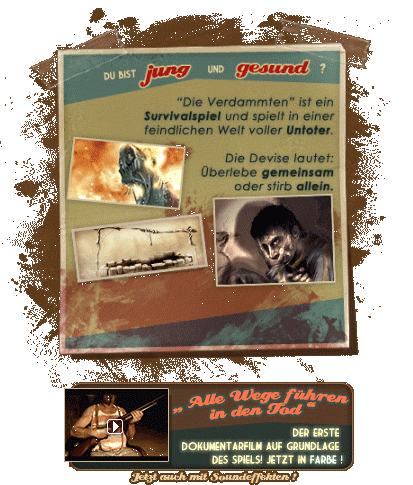 DU BIST jung UND gesund ?
"Die Verdammten" ist ein
Survivalspiel und spielt in einer
feindlichen Welt voller Untoter.
Die Devise lautet:
Überlebe gemeinsam
oder stirb allein.
„ Alle Wege führen
in den Tod "
DER ERSTE
DOKUMENTARFILM AUF GRUNDLAGE
DES SPIELS! JETZT IN FARBE !
Jetzt auch mit Soundeffekten !